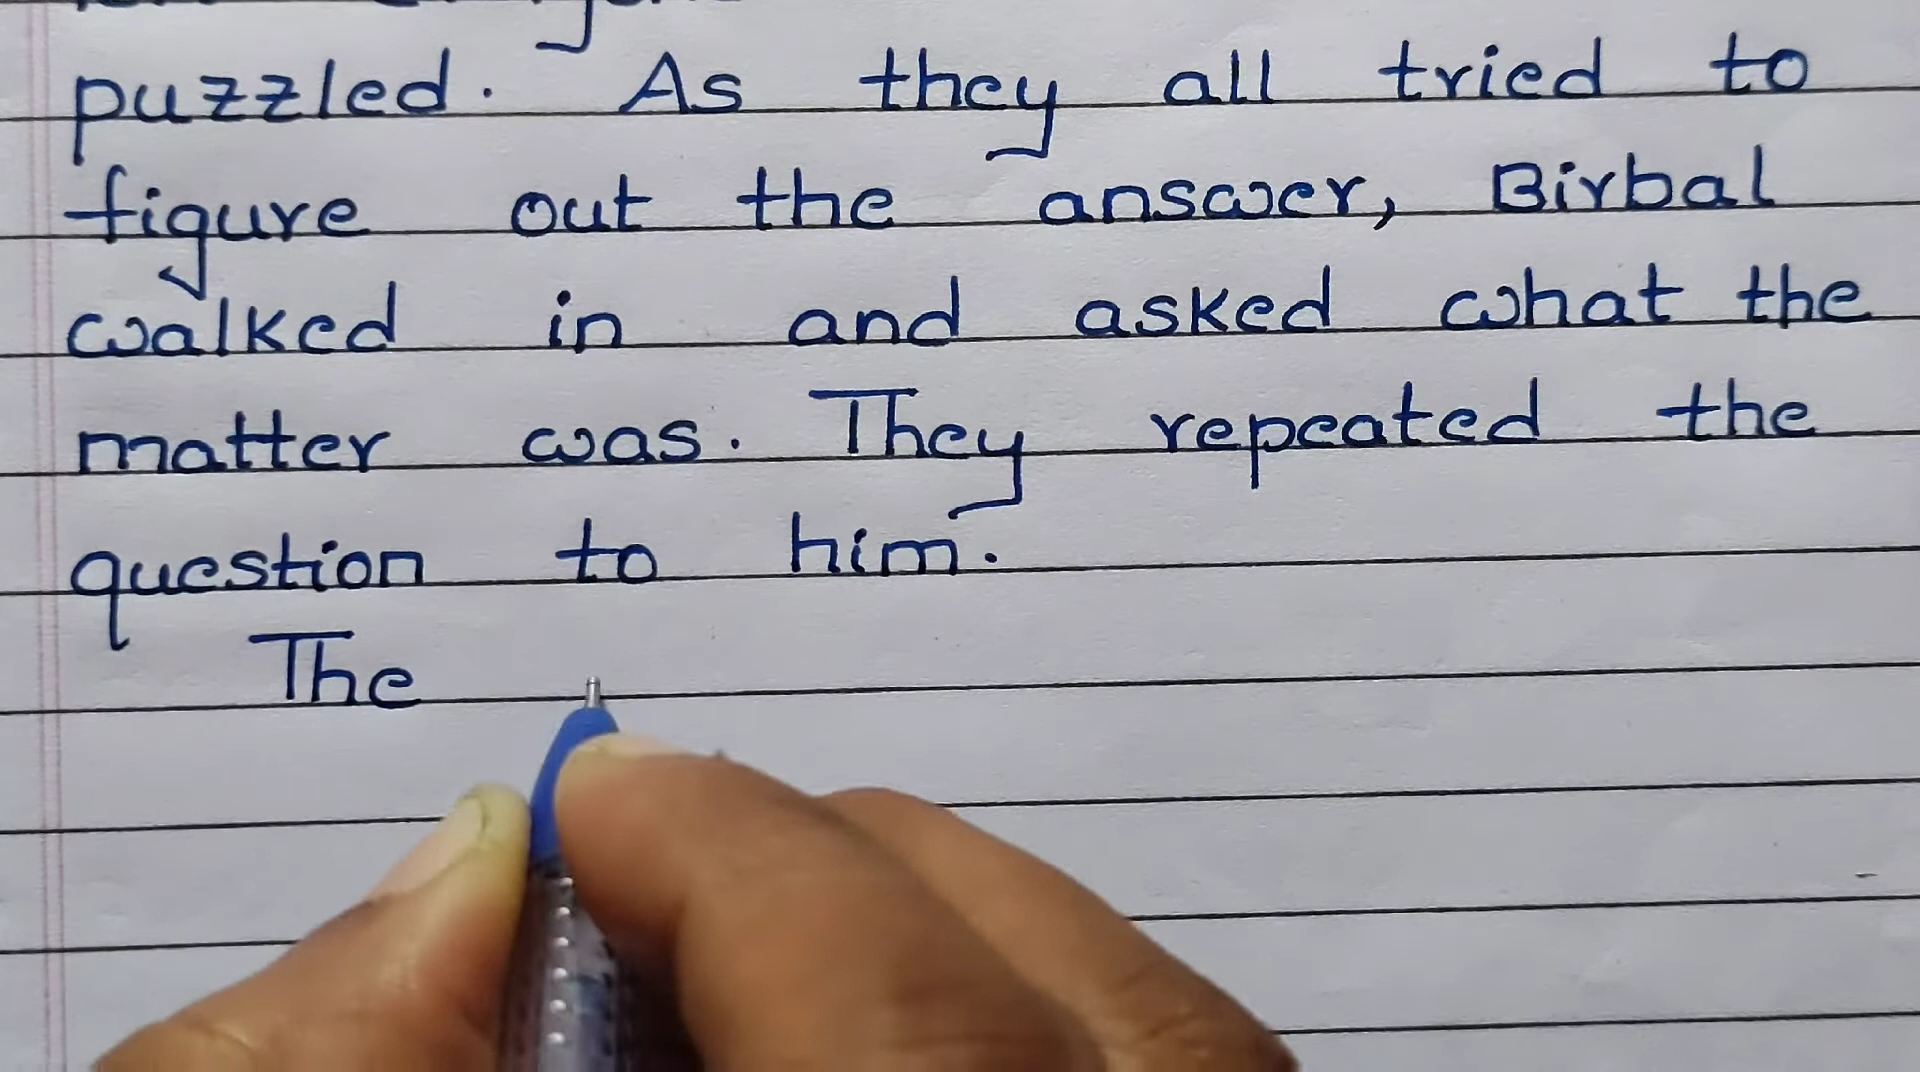 puzzled. As they all tried to
figure out the answer, Birbal
walked in and asked what the
matter was. They repeated the
question to him.
The